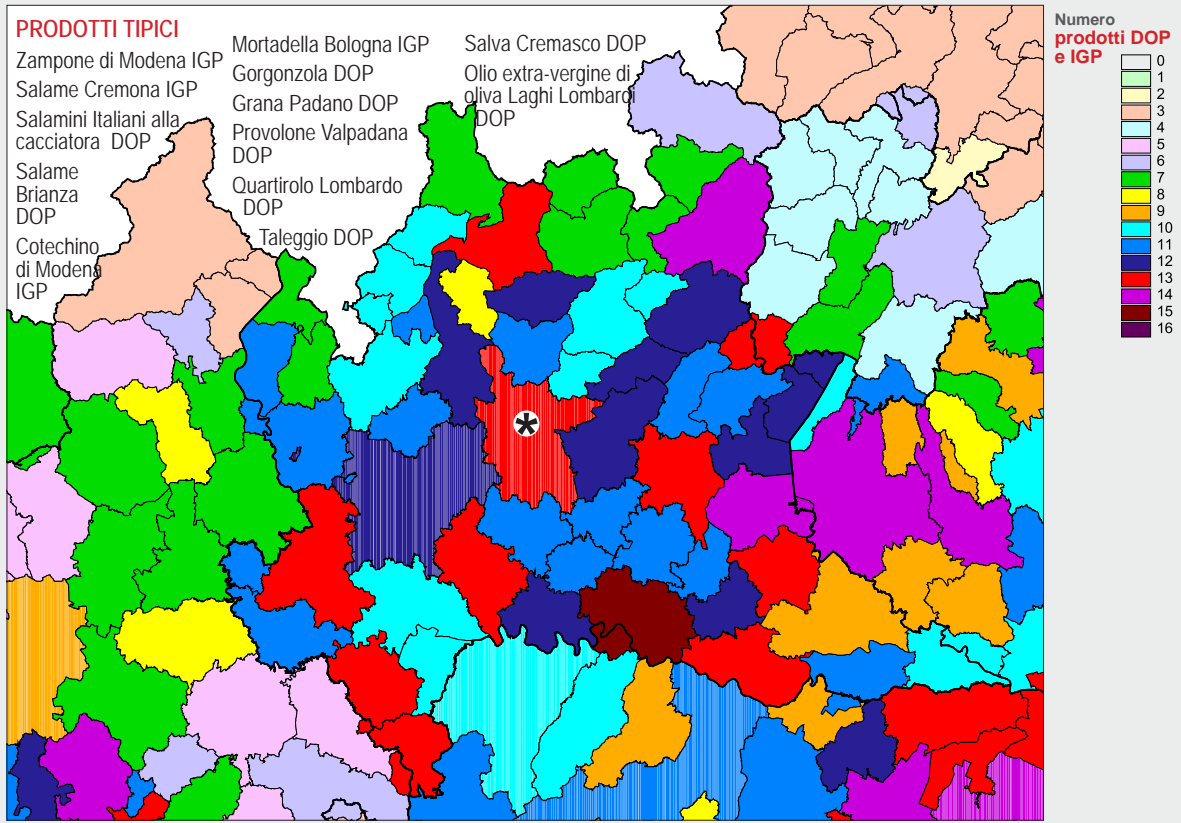 PRODOTTI TIPICI
Zampone di Modena IGP
Salame Cremona IGP
Salamini Italiani alla
cacciatora DOP
Salame
Brianza
DOP
Cotechino
di Modena
IGP
Mortadella Bologna IGP
Gorgonzola DOP
Grana Padano DOP
Provolone Valpadana
DOP
Quartirolo Lombardo
DOP
Taleggio DOP
Salva Cremasco DOP
Olio extra-vergine di
oliva Laghi Lombardi
DOP
*
Numero
prodotti DOP
e IGP
0
1
2
3
4
5
6
7
8
9
10
11
12
13
14
15
16